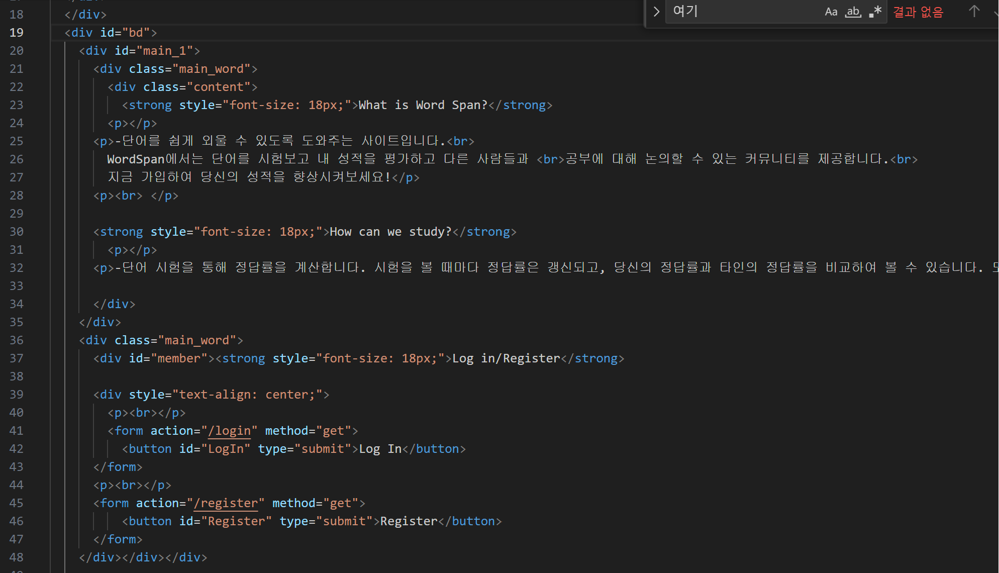 여기 Aa ab .* 결과 없음
18 </div>
19 <div id="bd">
20 <div id="main_1">
21 <div class="main_word">
22 <div class="content">
23 <strong style="font-size: 18px;">What is Word Span?</strong>
24 <p></p>
25 <p>-단어를 쉽게 외울 수 있도록 도와주는 사이트입니다.<br>
26 WordSpan에서는 단어를 시험보고 내 성적을 평가하고 다른 사람들과 <br>공부에 대해 논의할 수 있는 커뮤니티를 제공합니다.<br>
27 지금 가입하여 당신의 성적을 향상시켜보세요!</p>
28 <p><br> </p>
29
30 <strong style="font-size: 18px;">How can we study?</strong>
31 <p></p>
32 <p>-단어 시험을 통해 정답률을 계산합니다. 시험을 볼 때마다 정답률은 갱신되고, 당신의 정답률과 타인의 정답률을 비교하여 볼 수 있습니다.
33
34 </div>
35 </div>
36 <div class="main_word">
37 <div id="member"><strong style="font-size: 18px;">Log in/Register</strong>
38
39 <div style="text-align: center;">
40 <p><br></p>
41 <form action="/login" method="get">
42 <button id="LogIn" type="submit">Log In</button>
43 </form>
44 <p><br></p>
45 <form action="/register" method="get">
46 <button id="Register" type="submit">Register</button>
47 </form>
48 </div></div></div>